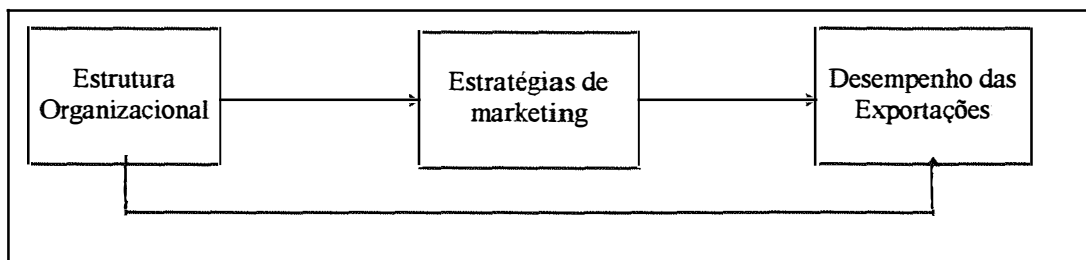 Estrutura
Organizacional
Estratégias de
marketing
Desempenho das
Exportações